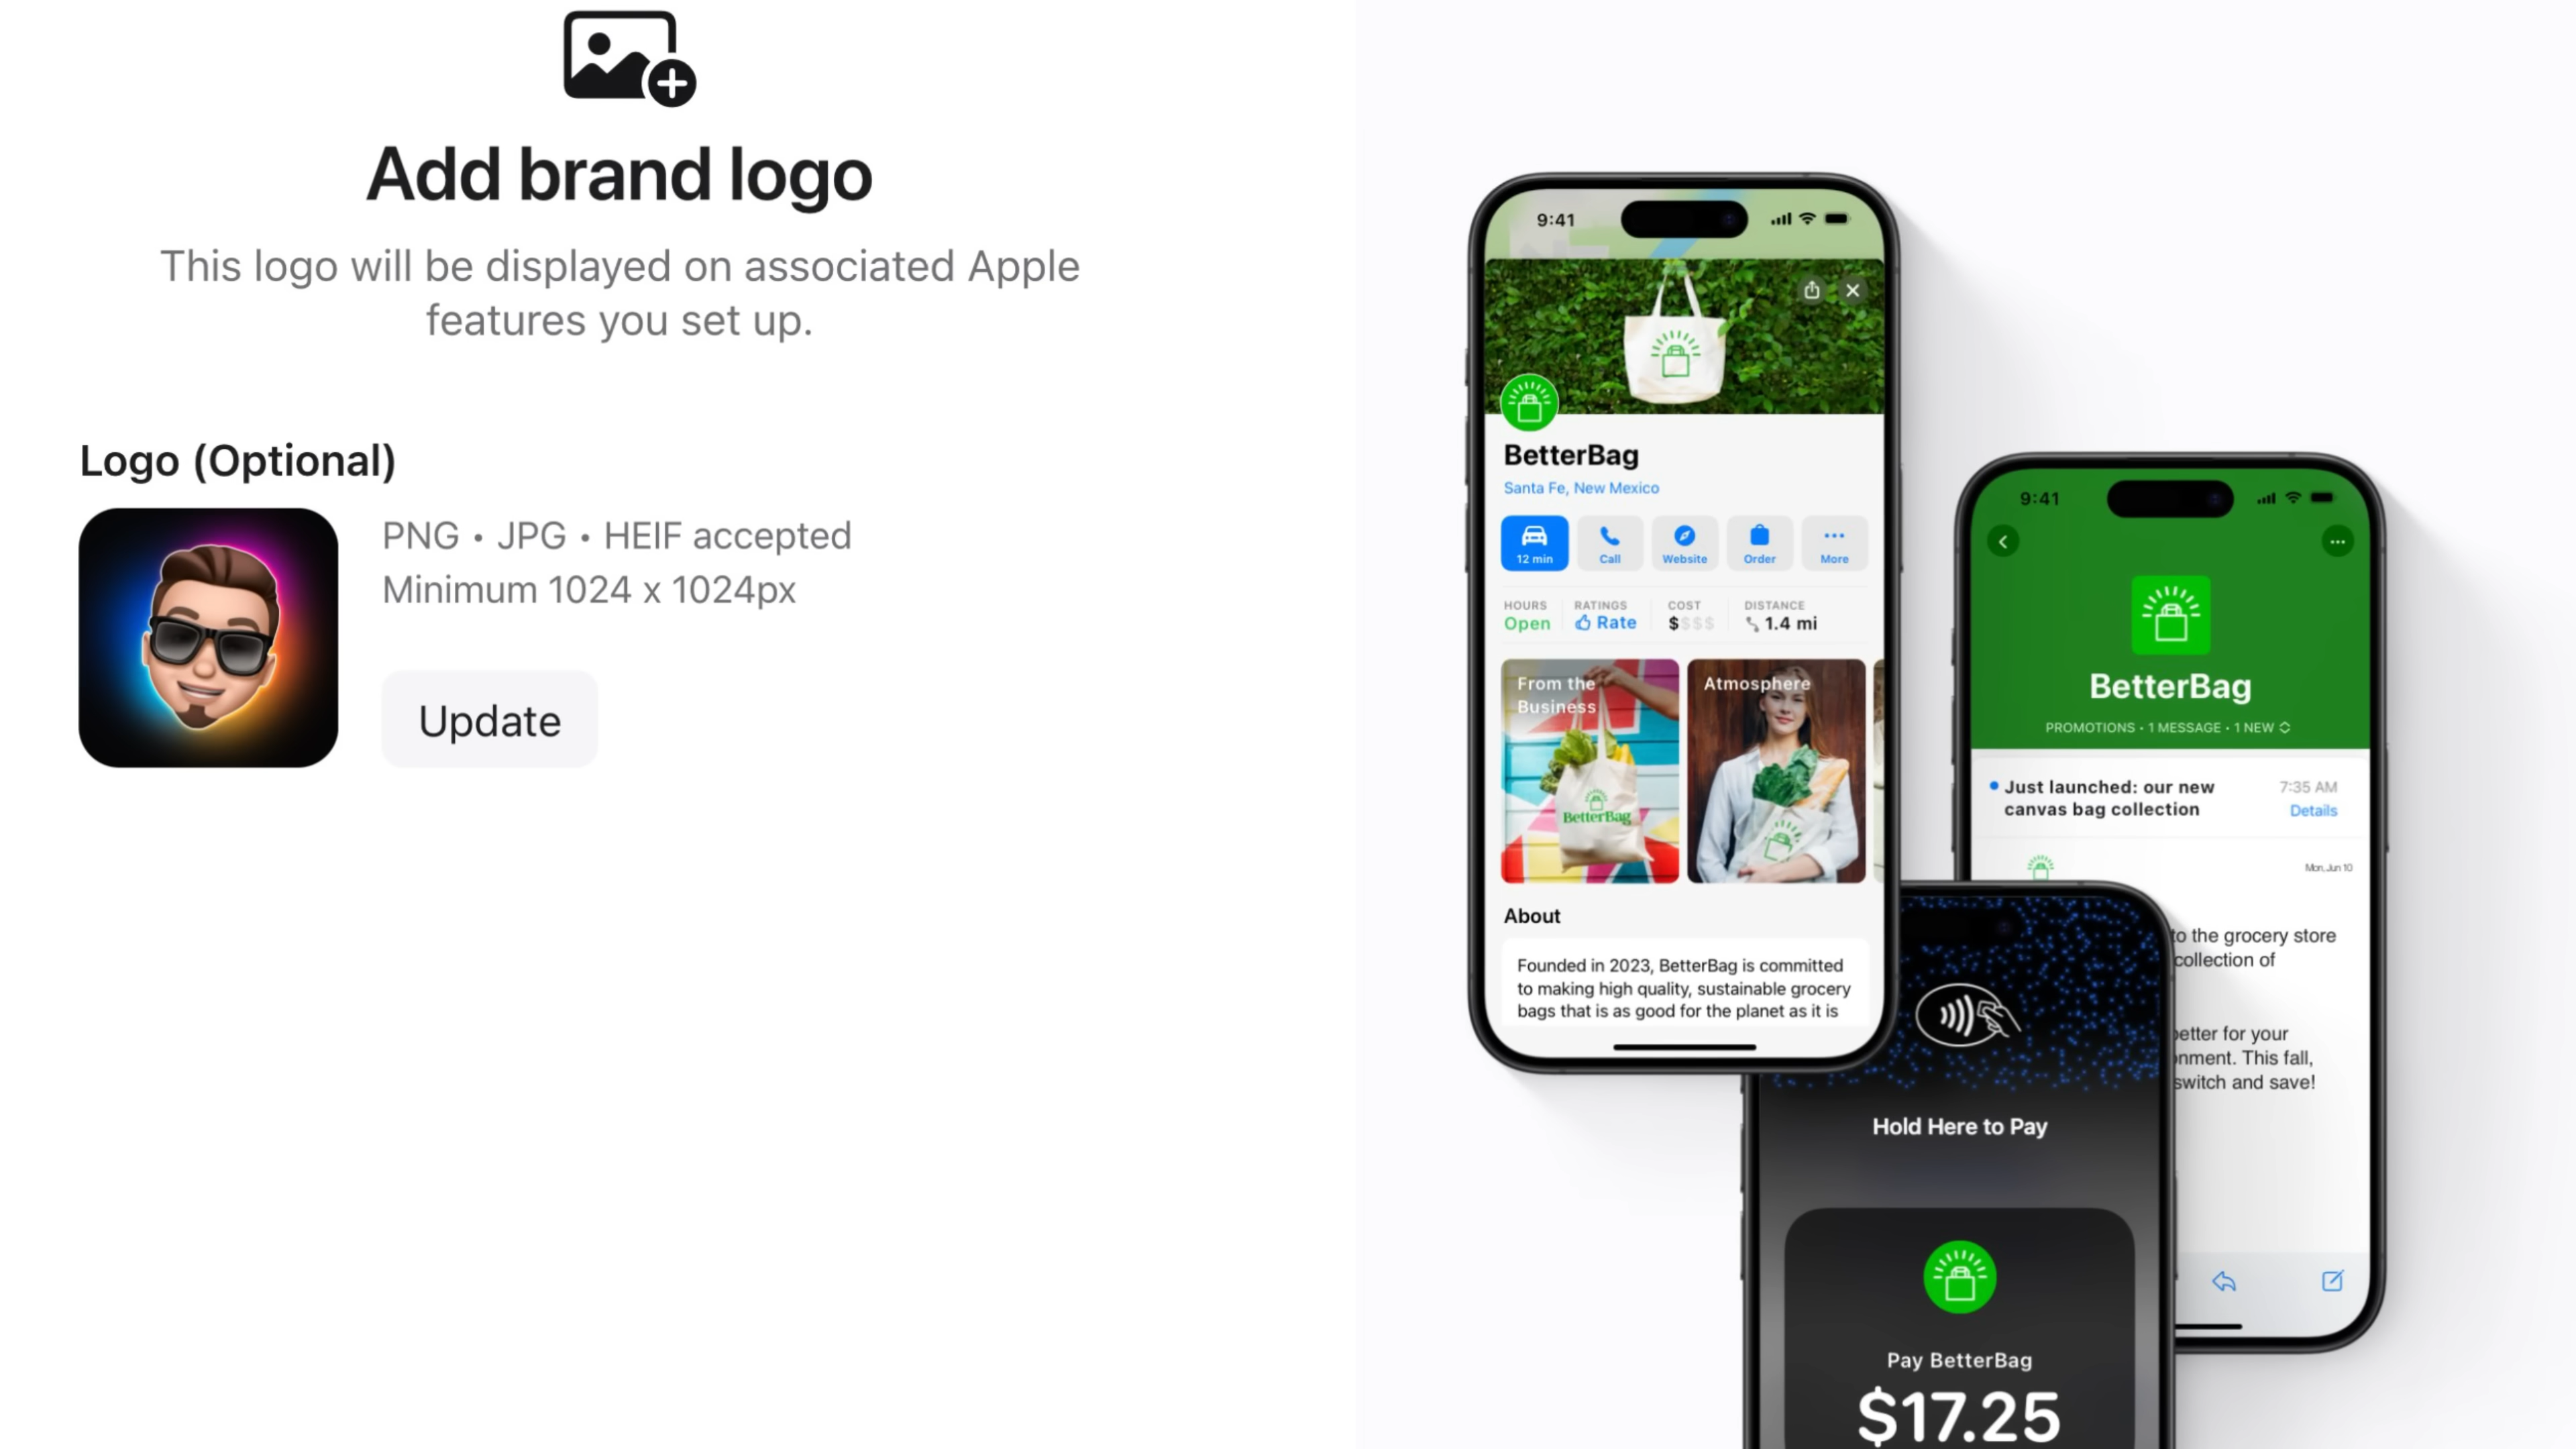 Add brand logo
This logo will be displayed on associated Apple
features you set up.
Logo (Optional)
PNG • JPG • HEIF accepted
Minimum 1024 x 1024px
Update
9:41
BetterBag
Santa Fe, New Mexico
12 min
Call
Website
Order
More
HOURS
RATINGS
COST
DISTANCE
Open
Rate
$$$$
1.4 mi
From the
Business
BetterBag
Atmosphere
About
Founded in 2023, BetterBag is committed
to making high quality, sustainable grocery
bags that is as good for the planet as it is
9:41
BetterBag
PROMOTIONS • 1 MESSAGE • 1 NEW
Just launched: our new
canvas bag collection
7:35 AM
Details
Mon, Jun 10
to the grocery store
collection of
better for your
onment. This fall,
switch and save!
Hold Here to Pay
Pay BetterBag
$17.25